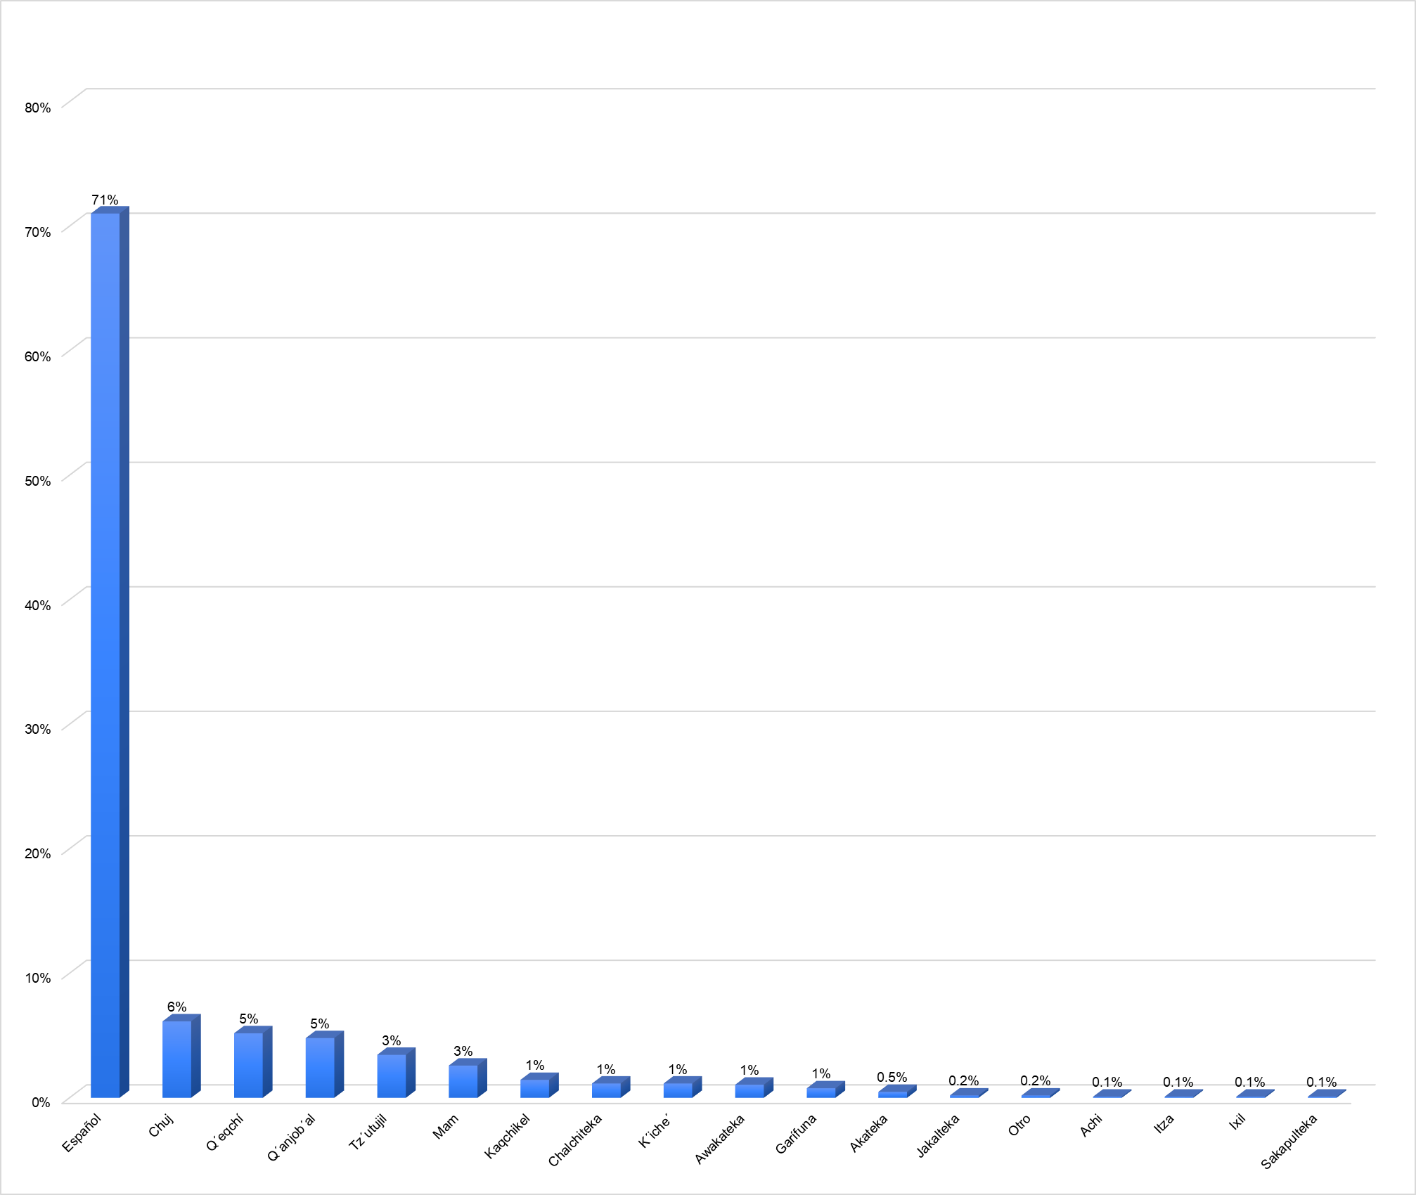 80%
70%
60%
50%
40%
30%
20%
10%
0%
71%
6%
5%
5%
3%
3%
1%
1%
1%
1%
1%
0.5%
0.2%
0.2%
0.1%
0.1%
0.1%
0.1%
Español
Chuj
Q´eqchí
Q´anjob´al
Tz´utujil
Mam
Kaqchikel
Chalchiteka
K´iche´
Awakateka
Garífuna
Akateka
Jakalteka
Otro
Achi
Itza
Ixil
Sakapulteka